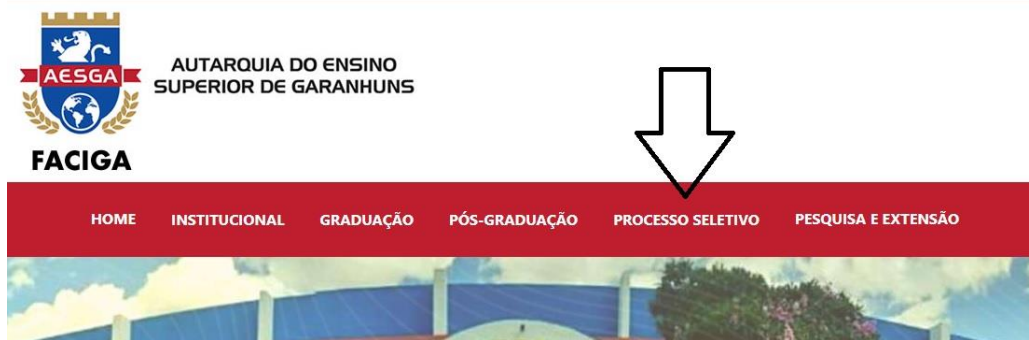 AESGA
AUTARQUIA DO ENSINO
SUPERIOR DE GARANHUNS
FACIGA
HOME INSTITUCIONAL GRADUAÇÃO PÓS-GRADUAÇÃO PROCESSO SELETIVO PESQUISA E EXTENSÃO